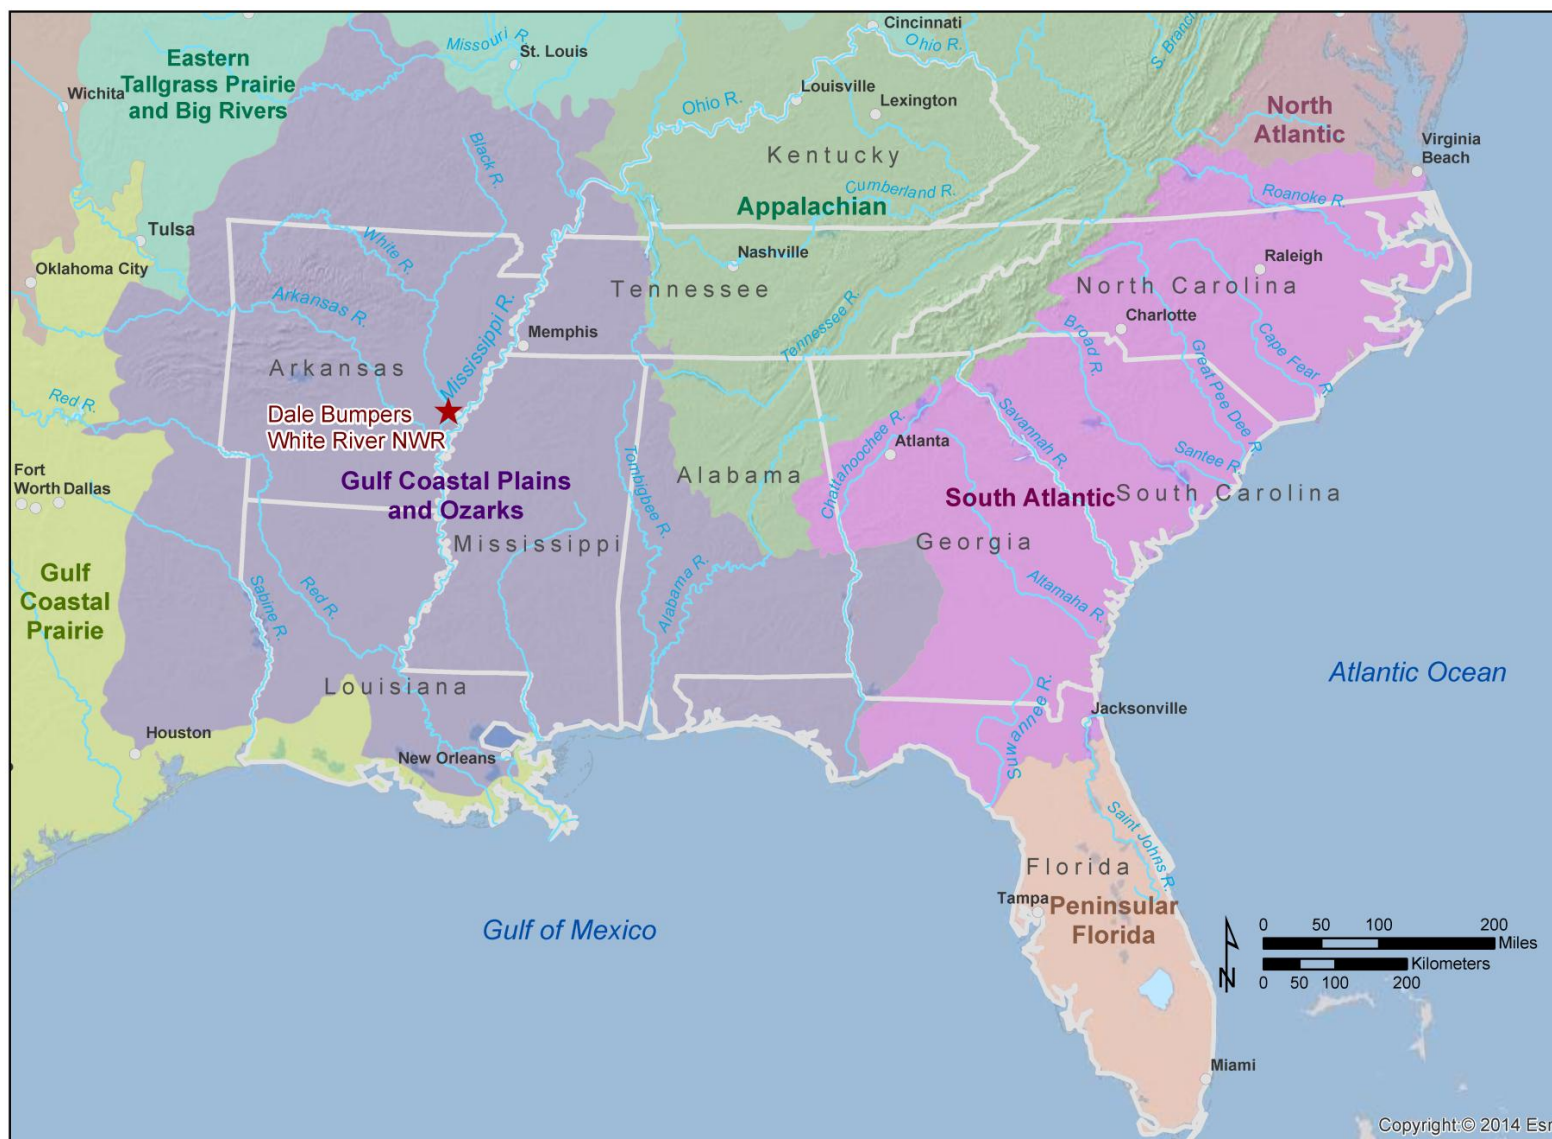 Cincinnati
Ohio R.
S. Branch
Missouri R.
St. Louis
Eastern
Tallgrass Prairie
and Big Rivers
Wichita
Louisville
Ohio R.
Lexington
North
Atlantic
Virginia
Beach
Black R.
Kentucky
Cumberland R.
Appalachian
Roanoke R.
Tulsa
White R.
Nashville
Raleigh
Oklahoma City
Arkansas R.
Tennessee
North Carolina
Mississippi R.
Memphis
Tennessee R.
Charlotte
Broad R.
Great Pee Dee R.
Cape Fear R.
Arkansas
Red R.
Dale Bumpers
White River NWR
Savannah R.
Chattahoochee R.
Atlanta
Santee R.
Fort
Worth
Dallas
Gulf Coastal Plains
and Ozarks
Tombigbee R.
Alabama
South Atlantic
South Carolina
Mississippi
Georgia
Gulf
Coastal
Prairie
Sabine R.
Red R.
Alabama R.
Altamaha R.
Louisiana
Suwannee R.
Atlantic Ocean
Jacksonville
Houston
New Orleans
Saint Johns R.
Florida
Tampa
Peninsular
Florida
Gulf of Mexico
0 50 100 200
Miles
Kilometers
0 50 100 200
N
Miami
Copyright:© 2014 Esr